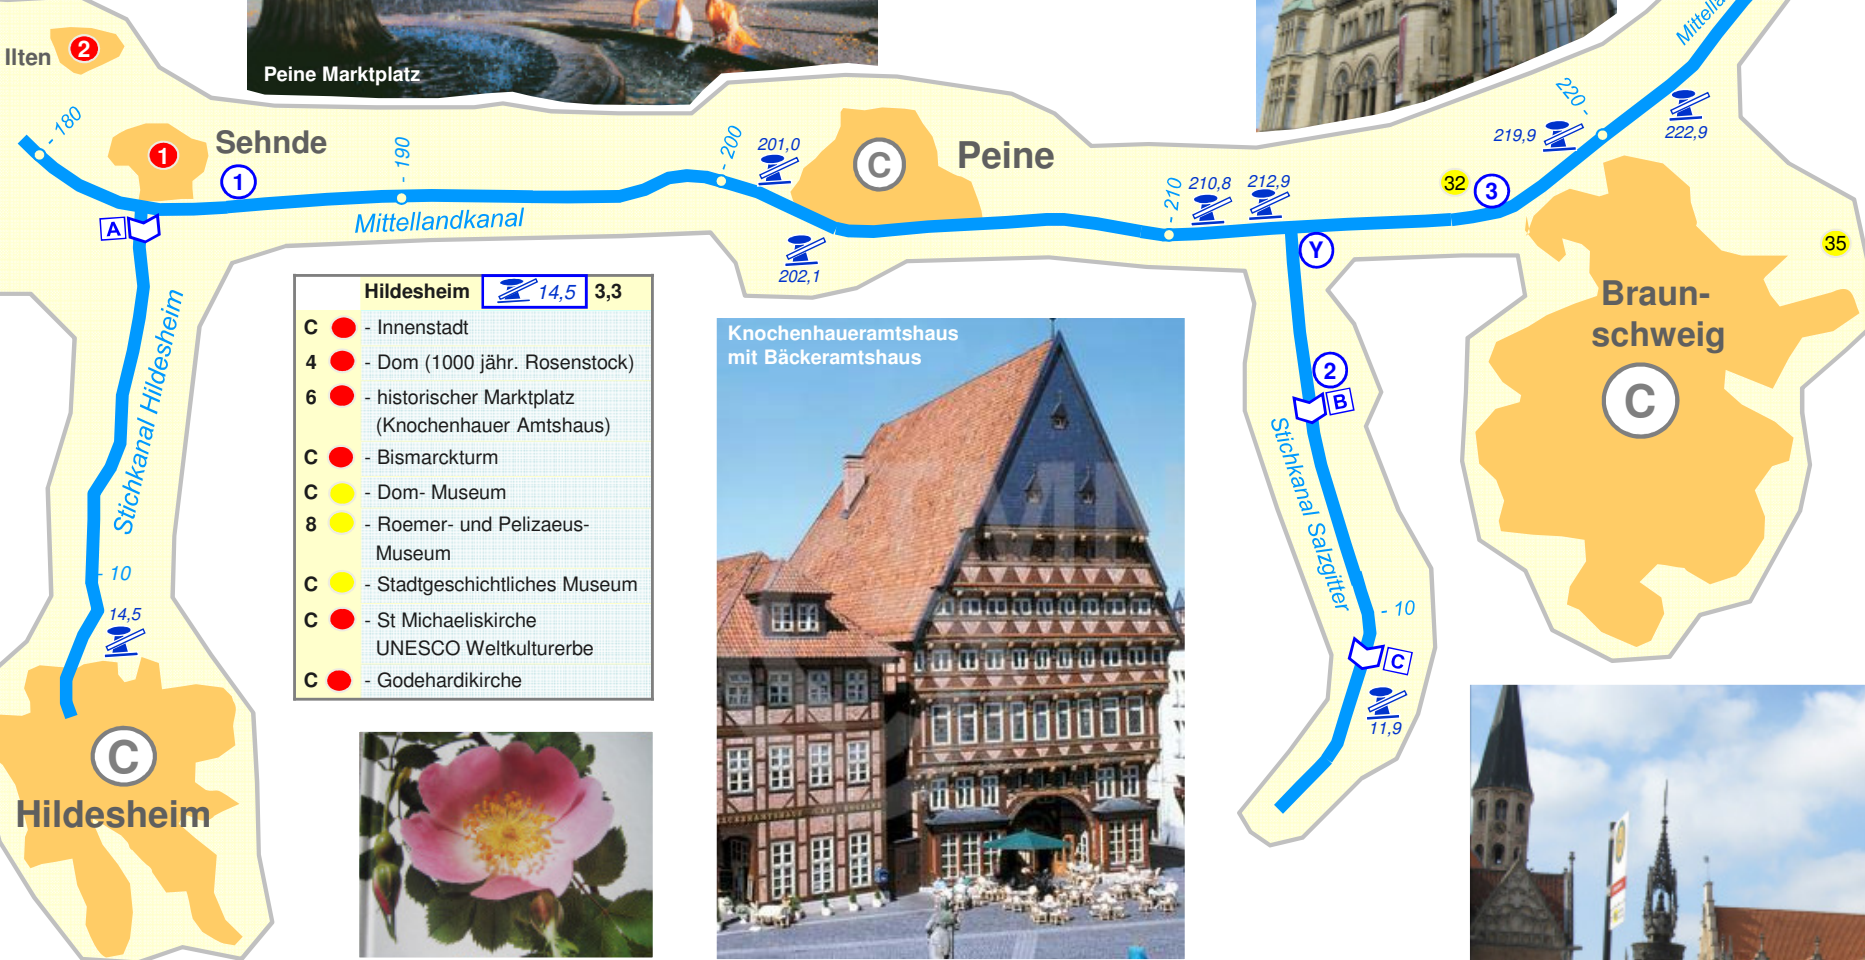 Peine Marktplatz
Mittella
Ilten
2
- 180
1
Sehnde
1
- 190
- 200
201,0
C
Peine
- 210
210,8
212,9
32
3
219,9
220 -
222,9
35
A
Mittellandkanal
202,1
Y
Braun-
schweig
C
Stichkanal Hildesheim
- 10
14,5
C
Hildesheim
Hildesheim 14,5 3,3
C - Innenstadt
4 - Dom (1000 jähr. Rosenstock)
6 - historischer Marktplatz
(Knochenhauer Amtshaus)
C - Bismarckturm
C - Dom- Museum
8 - Roemer- und Pelizaeus-
Museum
C - Stadtgeschichtliches Museum
C - St Michaeliskirche
UNESCO Weltkulturerbe
C - Godehardikirche
Knochenhaueramtshaus
mit Bäckeramtshaus
2
B
Stichkanal Salzgitter
- 10
C
11,9